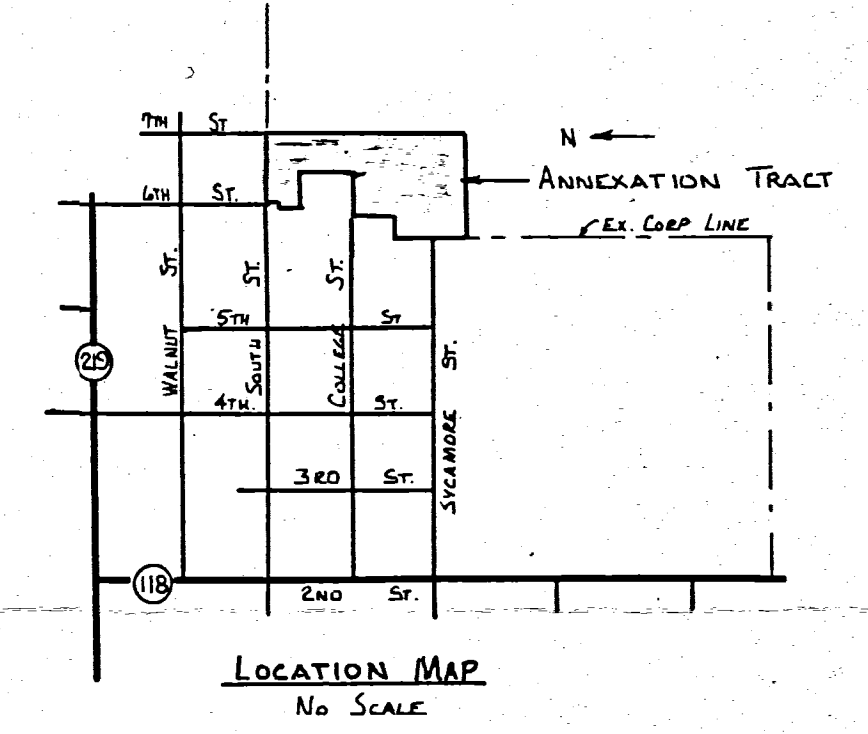 7TH ST
N
ANNEXATION TRACT
6TH ST.
EX. CORP LINE
WALNUT ST.
SOUTH ST.
COLLEGE ST.
SYCAMORE ST.
5TH ST
219
4TH. ST.
3RD ST.
118
2ND ST.
LOCATION MAP
No SCALE